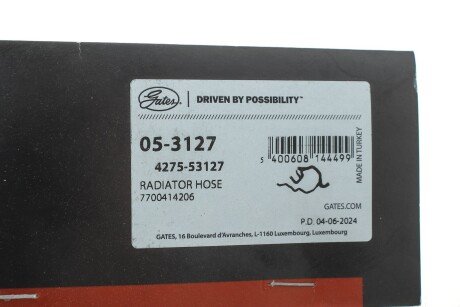 Gates | DRIVEN BY POSSIBILITY™
05-3127
4275-53127
RADIATOR HOSE
7700414206
5 400608 144499
MADE IN TURKEY
GATES.COM
P.D. 04-06-2024
GATES, 16 Boulevard d'Avranches, L-1160 Luxembourg, Luxembourg